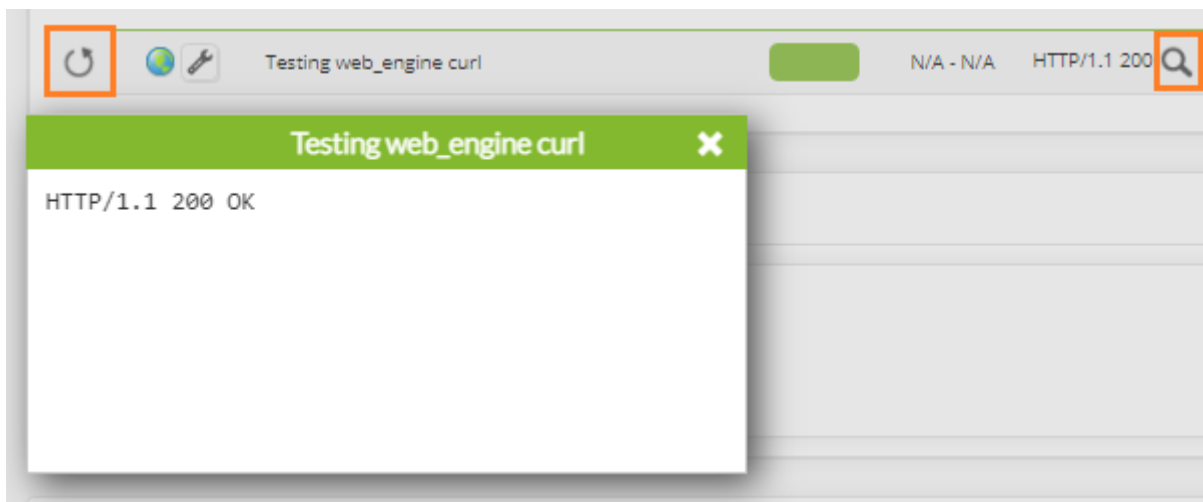 Testing web_engine curl N/A - N/A HTTP/1.1 200
Testing web_engine curl
HTTP/1.1 200 OK